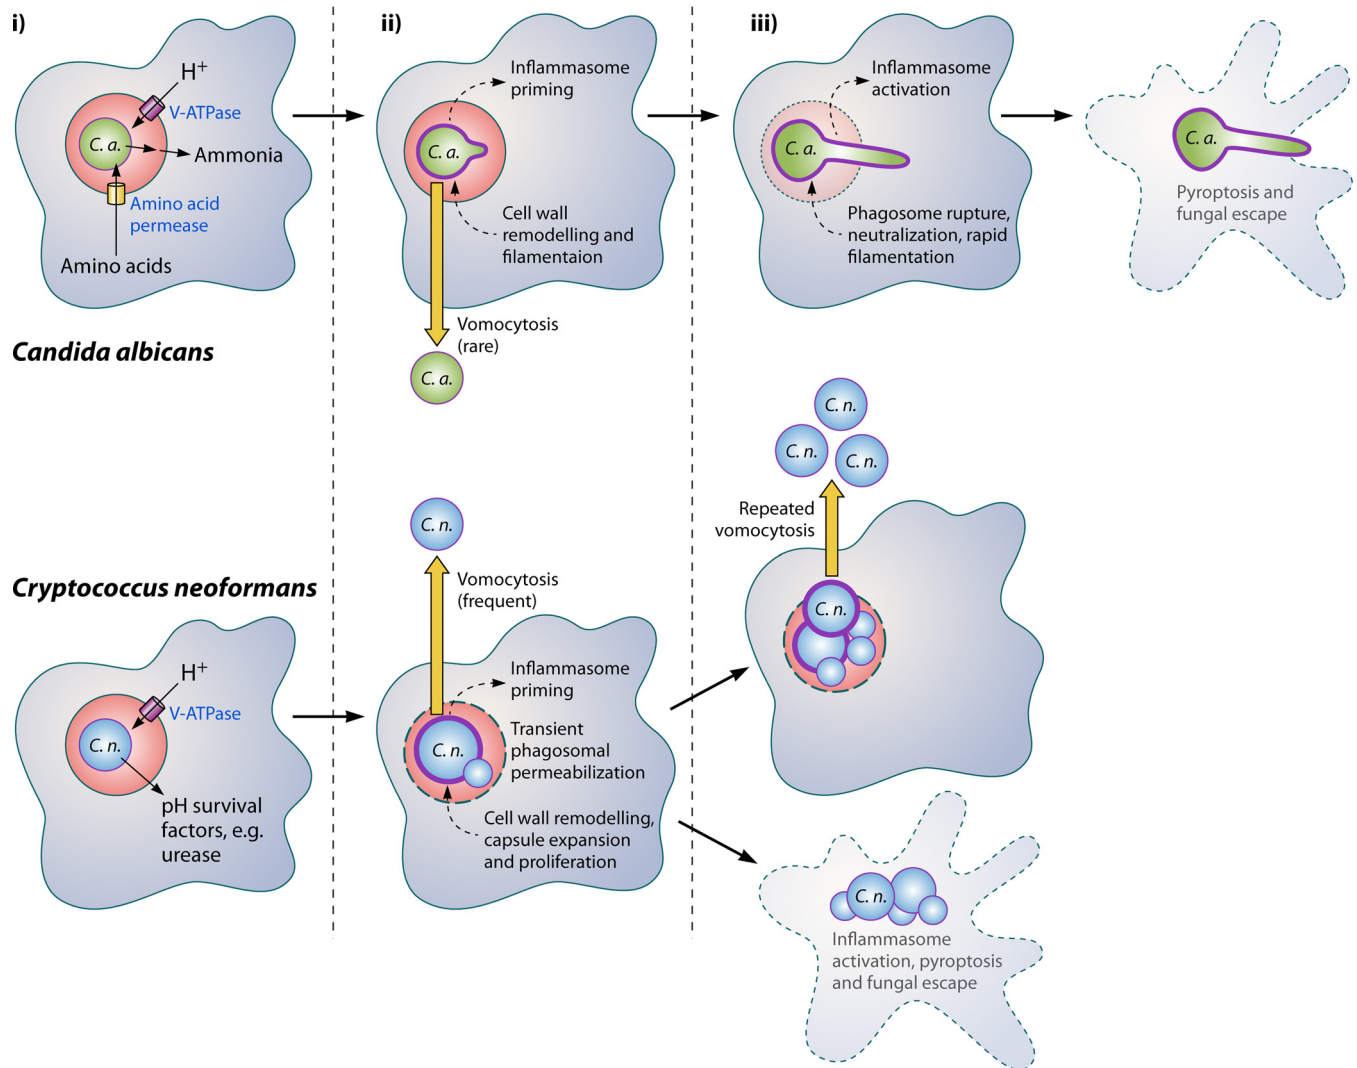 i)
H+
V-ATPase
C. a.
Ammonia
Amino acid
permease
Amino acids
ii)
Inflammasome
priming
C. a.
Cell wall
remodelling and
filamentaion
Vomocytosis
(rare)
C. a.
iii)
Inflammasome
activation
C. a.
Phagosome rupture,
neutralization, rapid
filamentation
C. a.
Pyroptosis and
fungal escape
Candida albicans
Cryptococcus neoformans
H+
V-ATPase
C. n.
pH survival
factors, e.g.
urease
C. n.
Vomocytosis
(frequent)
Inflammasome
priming
C. n.
Transient
phagosomal
permeabilization
Cell wall remodelling,
capsule expansion
and proliferation
C. n.
C. n.
C. n.
Repeated
vomocytosis
C. n.
C. n.
Inflammasome
activation, pyroptosis
and fungal escape